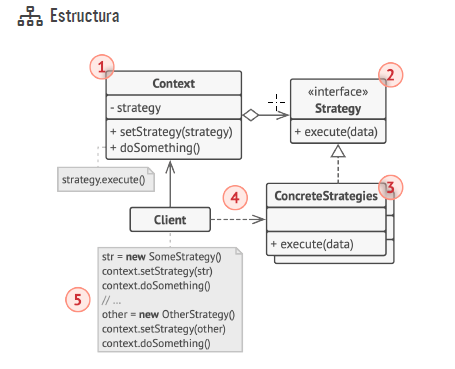 Estructura
1
Context
- strategy
+ setStrategy(strategy)
+ doSomething()
strategy.execute()
2
«interface»
Strategy
+ execute(data)
3
ConcreteStrategies
+ execute(data)
4
Client
5
str = new SomeStrategy()
context.setStrategy(str)
context.doSomething()
// ...
other = new OtherStrategy()
context.setStrategy(other)
context.doSomething()